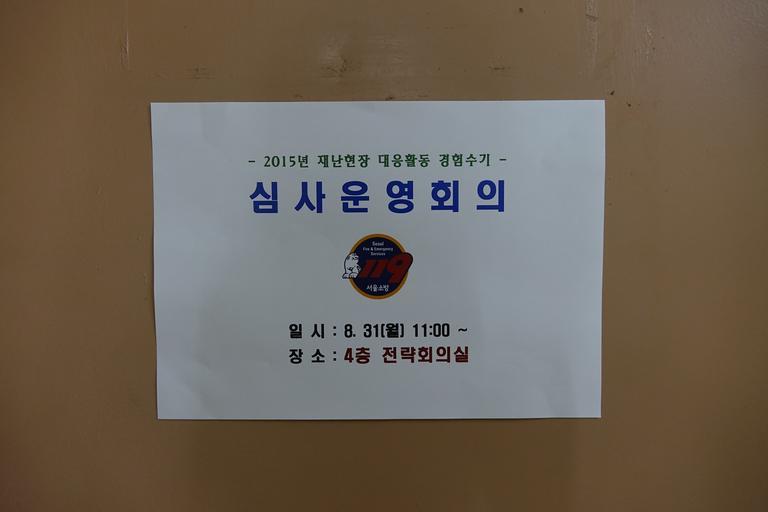 - 2015년 재난현장 대응활동 경험수기 -
심사운영회의
Seoul
Fire & Emergency
Services
119
서울소방
일 시 : 8. 31(월) 11:00 ~
장 소 : 4층 전략회의실